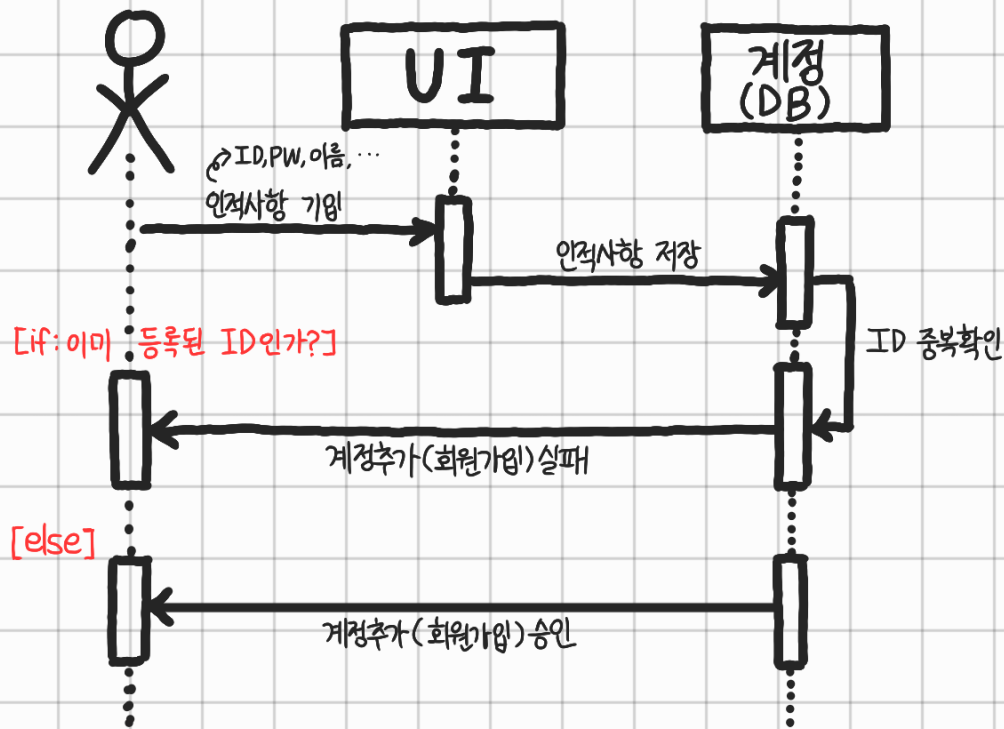 UI
계정
(DB)
ID, PW, 이름, ...
인적사항 기입
인적사항 저장
[if: 이미 등록된 ID인가?]
ID 중복확인
계정추가(회원가입) 실패
[else]
계정추가(회원가입) 승인